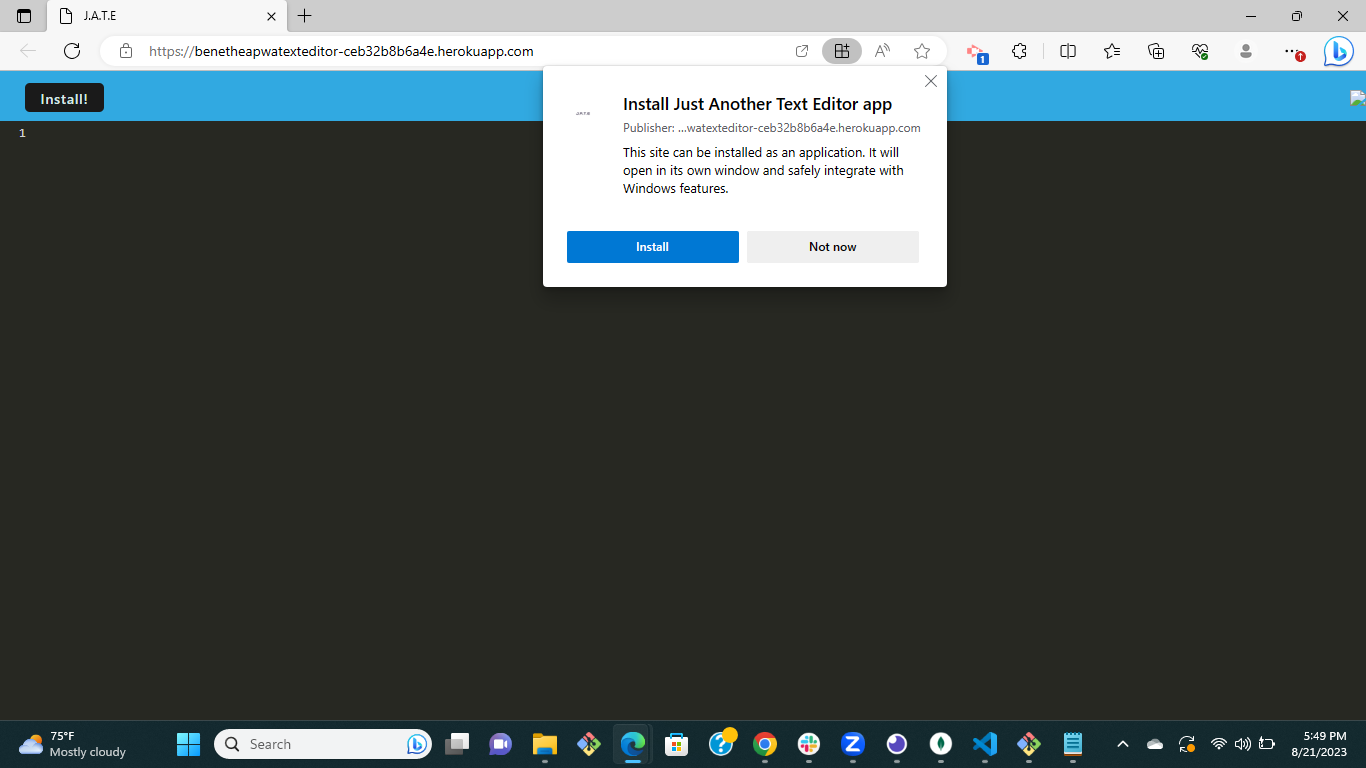 J.A.T.E
https://benetheapwatexteditor-ceb32b8b6a4e.herokuapp.com
1
Install!
Install Just Another Text Editor app
J.A.T.E
Publisher: ...watexteditor-ceb32b8b6a4e.herokuapp.com
This site can be installed as an application. It will
open in its own window and safely integrate with
Windows features.
Install
Not now
1
75°F
Mostly cloudy
Search
5:49 PM
8/21/2023